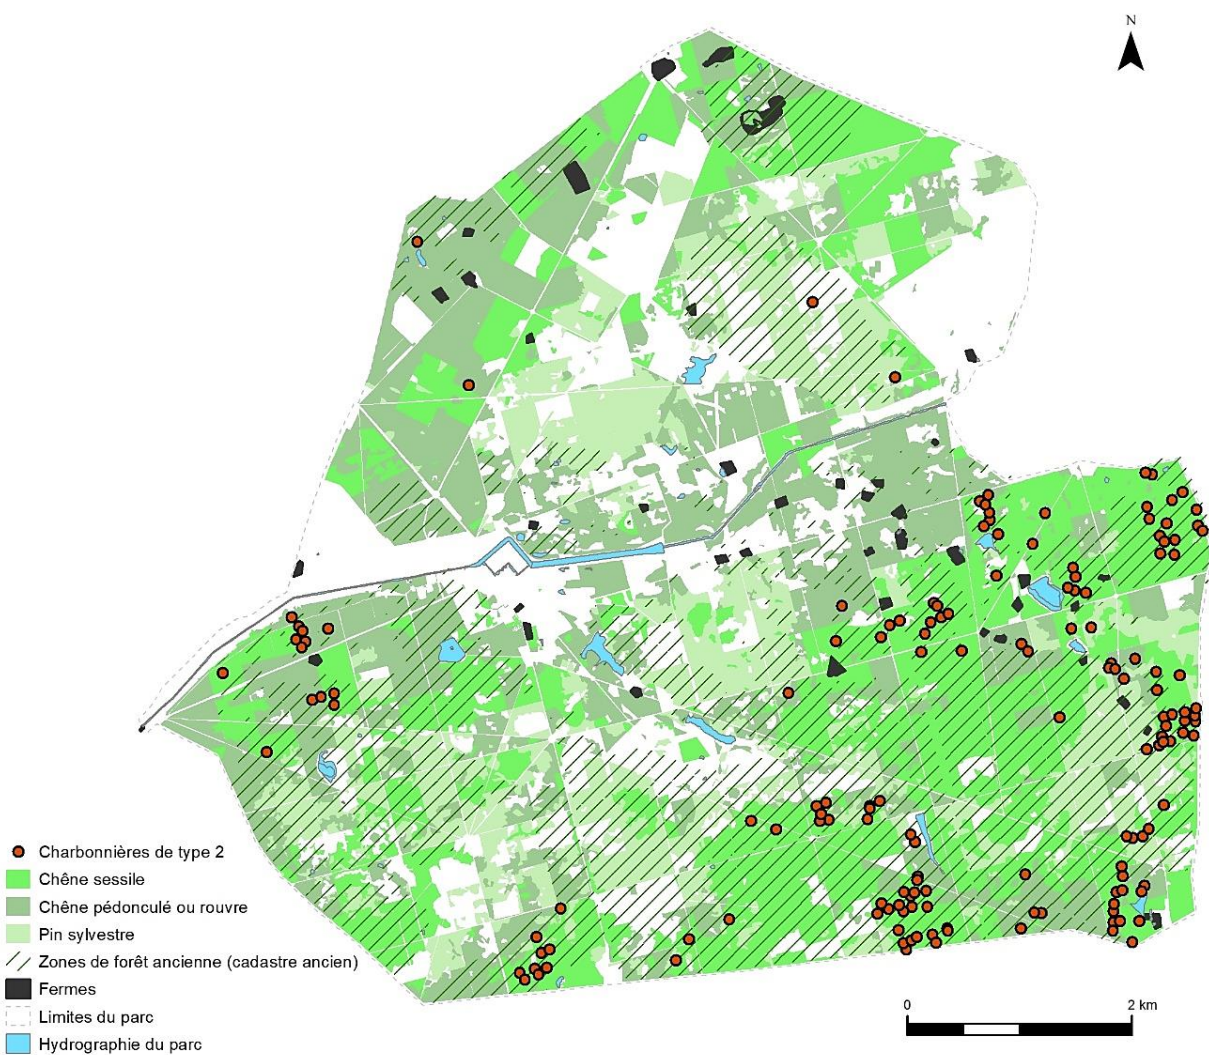 N
Charbonnières de type 2
Chêne sessile
Chêne pédonculé ou rouvre
Pin sylvestre
Zones de forêt ancienne (cadastre ancien)
Fermes
Limites du parc
Hydrographie du parc
0 2 km